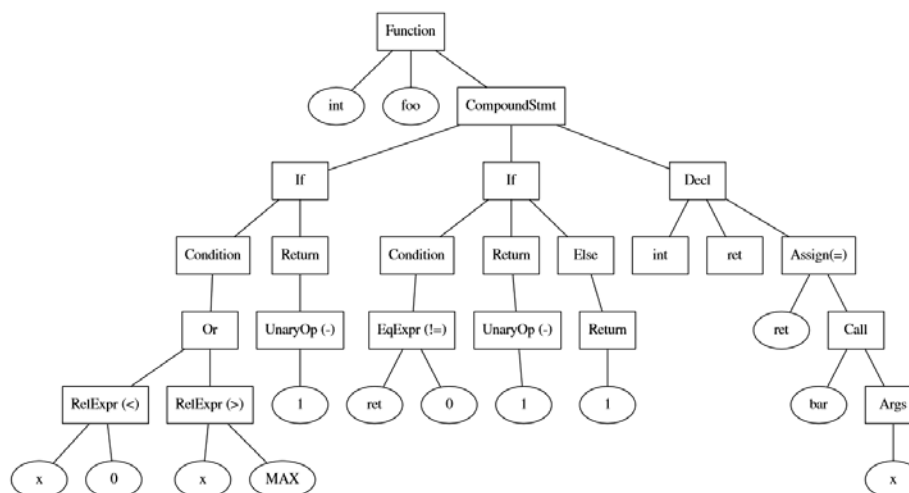 Function
int foo CompoundStmt
If If Decl
Condition Return Condition Return Else int ret Assign(=)
Or UnaryOp (-) EqExpr (!=) UnaryOp (-) Return ret Call
RelExpr (<) RelExpr (>) 1 ret 0 1 1 bar Args
x 0 x MAX x